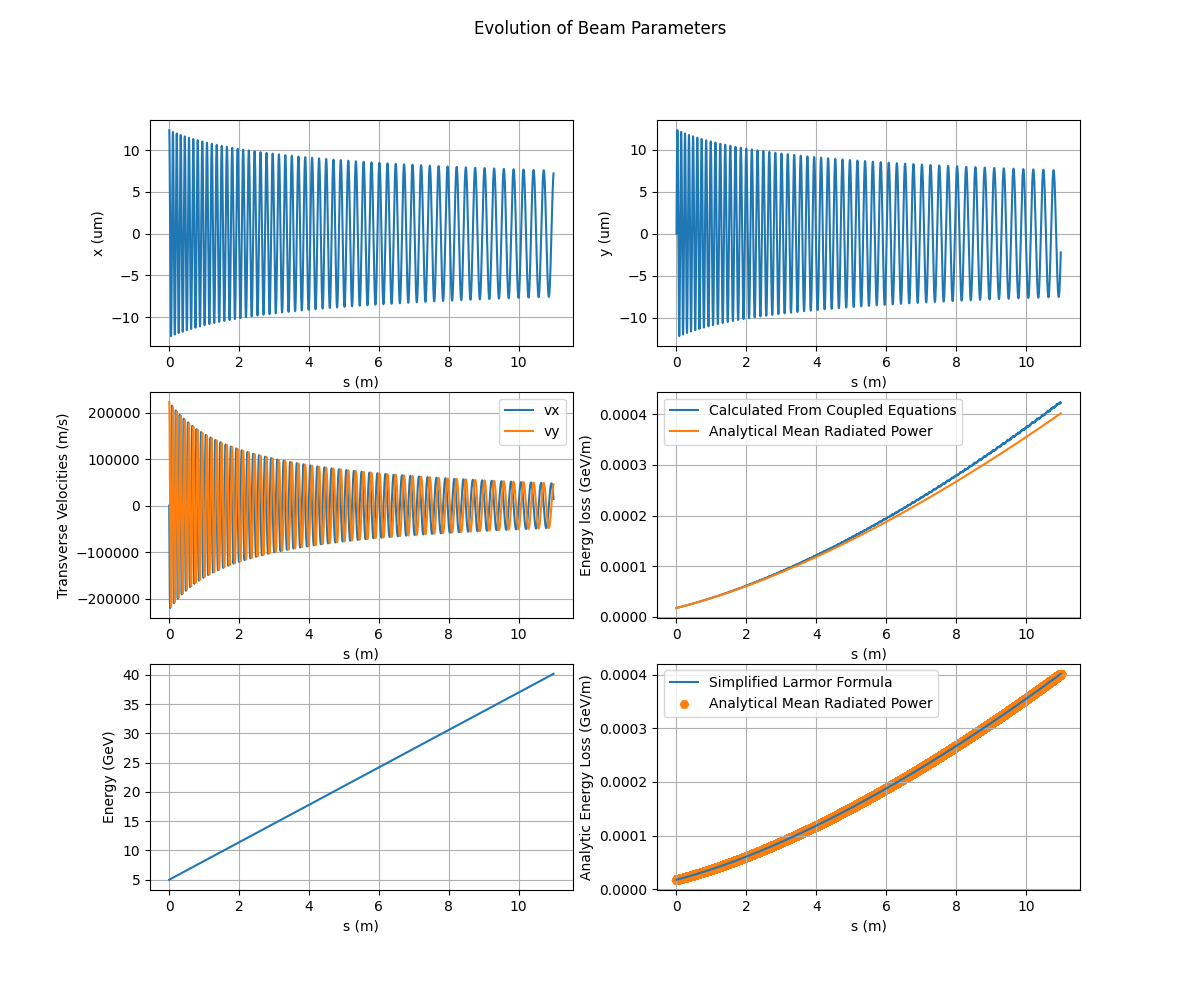 Evolution of Beam Parameters
10
5
0
−5
−10
x (um)
0 2 4 6 8 10
s (m)
10
5
0
−5
−10
y (um)
0 2 4 6 8 10
s (m)
200000
100000
0
−100000
−200000
Transverse Velocities (m/s)
vx
vy
0 2 4 6 8 10
s (m)
0.0004
0.0003
0.0002
0.0001
0.0000
Energy loss (GeV/m)
Calculated From Coupled Equations
Analytical Mean Radiated Power
0 2 4 6 8 10
s (m)
40
35
30
25
20
15
10
5
Energy (GeV)
0 2 4 6 8 10
s (m)
0.0004
0.0003
0.0002
0.0001
0.0000
Analytic Energy Loss (GeV/m)
Simplified Larmor Formula
Analytical Mean Radiated Power
0 2 4 6 8 10
s (m)